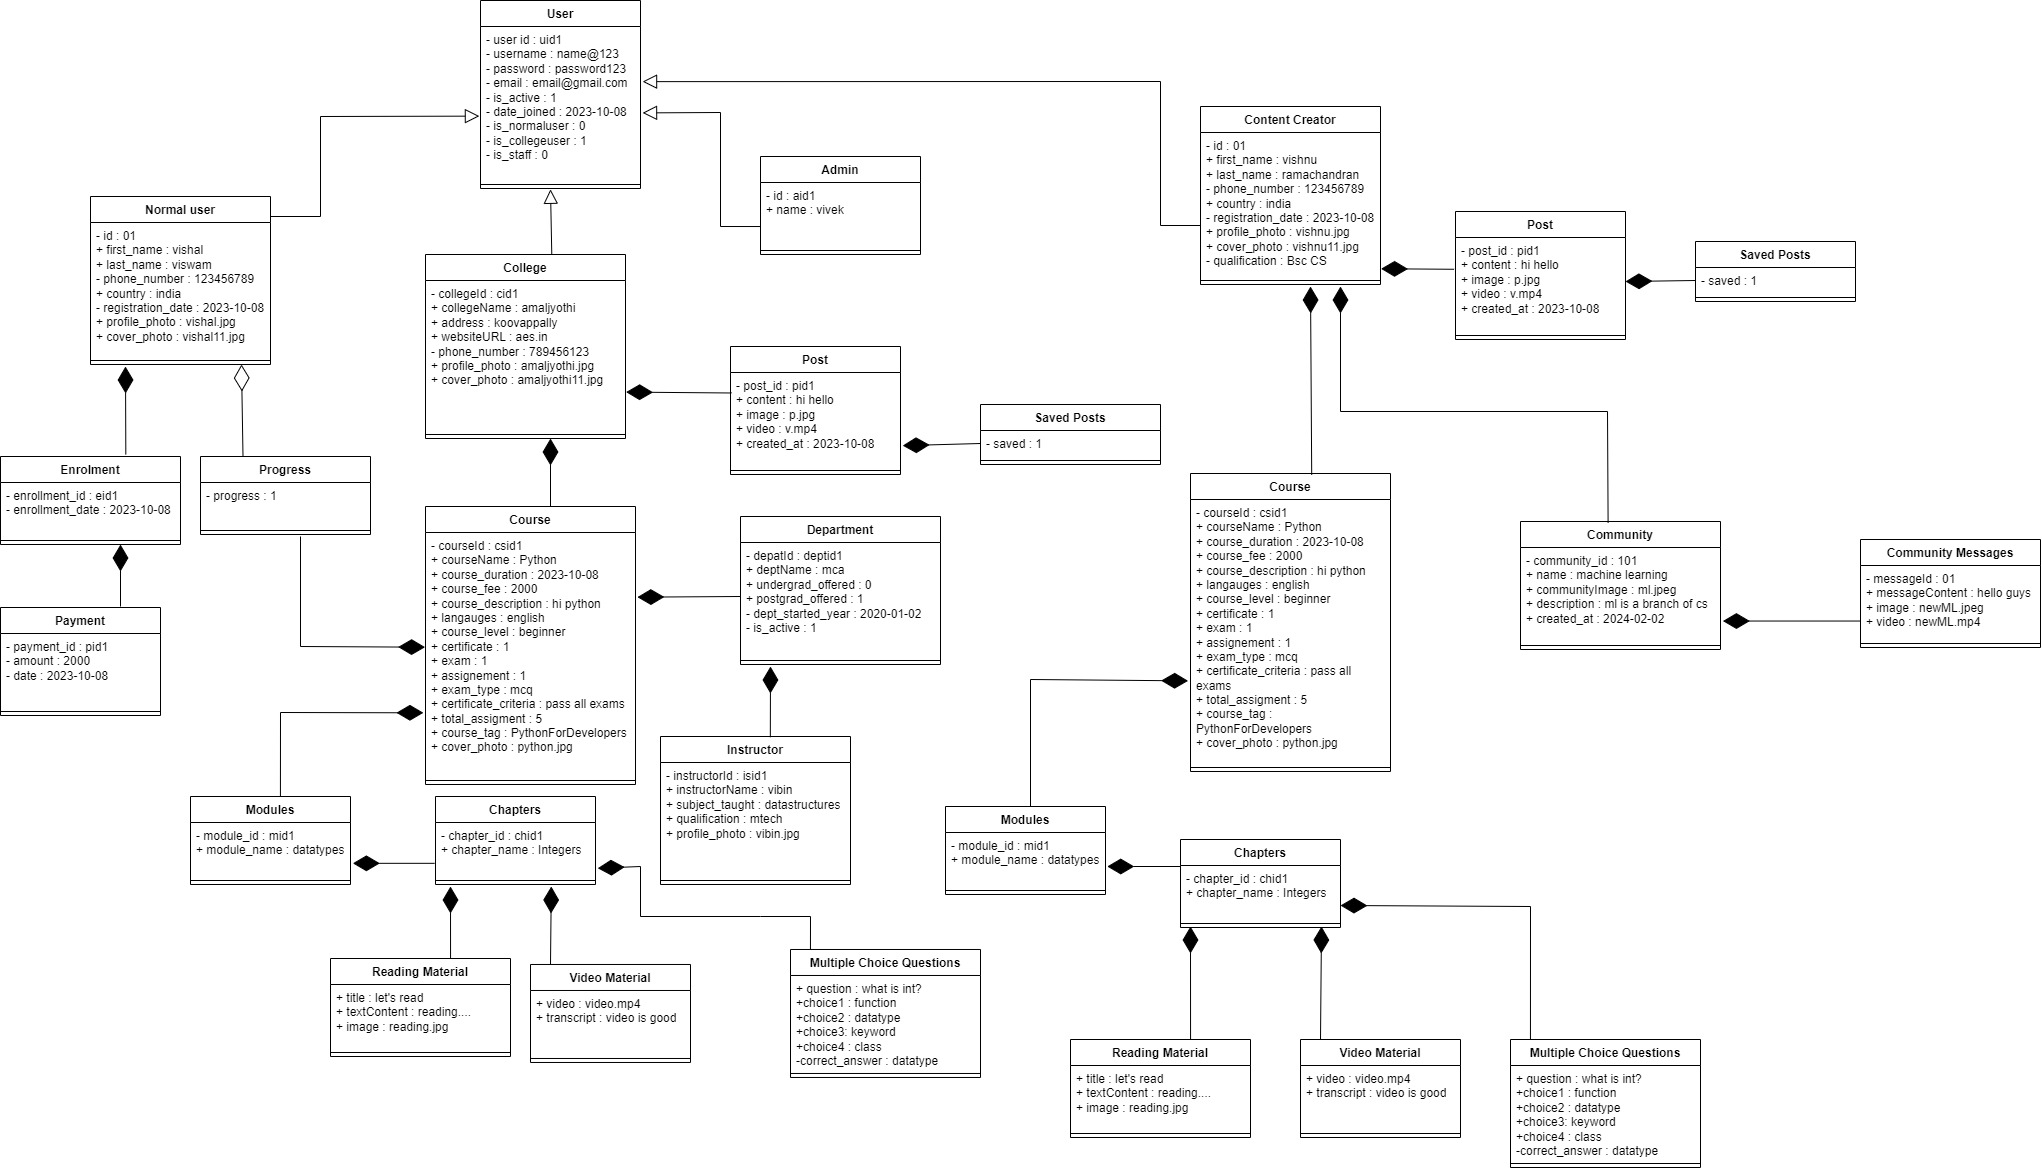 User
- user id : uid1
- username : name@123
- password : password123
- email : email@gmail.com
- is_active : 1
- date_joined : 2023-10-08
- is_normaluser : 0
- is_collegeuser : 1
- is_staff : 0
Admin
- id : aid1
+ name : vivek
Content Creator
- id : 01
+ first_name : vishnu
+ last_name : ramachandran
- phone_number : 123456789
+ country : india
- registration_date : 2023-10-08
+ profile_photo : vishnu.jpg
+ cover_photo : vishnu11.jpg
- qualification : Bsc CS
Normal user
- id : 01
+ first_name : vishal
+ last_name : viswam
- phone_number : 123456789
+ country : india
- registration_date : 2023-10-08
+ profile_photo : vishal.jpg
+ cover_photo : vishal11.jpg
College
- collegeId : cid1
+ collegeName : amaljyothi
+ address : koovappally
+ websiteURL : aes.in
- phone_number : 789456123
+ profile_photo : amaljyothi.jpg
+ cover_photo : amaljyothi11.jpg
Post
- post_id : pid1
+ content : hi hello
+ image : p.jpg
+ video : v.mp4
+ created_at : 2023-10-08
Saved Posts
- saved : 1
Post
- post_id : pid1
+ content : hi hello
+ image : p.jpg
+ video : v.mp4
+ created_at : 2023-10-08
Saved Posts
- saved : 1
Enrolment
- enrollment_id : eid1
- enrollment_date : 2023-10-08
Progress
- progress : 1
Payment
- payment_id : pid1
- amount : 2000
- date : 2023-10-08
Course
- courseId : csid1
+ courseName : Python
+ course_duration : 2023-10-08
+ course_fee : 2000
+ course_description : hi python
+ langauges : english
+ course_level : beginner
+ certificate : 1
+ exam : 1
+ assignement : 1
+ exam_type : mcq
+ certificate_criteria : pass all exams
+ total_assigment : 5
+ course_tag : PythonForDevelopers
+ cover_photo : python.jpg
Department
- depatId : deptid1
+ deptName : mca
+ undergrad_offered : 0
+ postgrad_offered : 1
- dept_started_year : 2020-01-02
- is_active : 1
Instructor
- instructorId : isid1
+ instructorName : vibin
+ subject_taught : datastructures
+ qualification : mtech
+ profile_photo : vibin.jpg
Course
- courseId : csid1
+ courseName : Python
+ course_duration : 2023-10-08
+ course_fee : 2000
+ course_description : hi python
+ langauges : english
+ course_level : beginner
+ certificate : 1
+ exam : 1
+ assignement : 1
+ exam_type : mcq
+ certificate_criteria : pass all
exams
+ total_assigment : 5
+ course_tag :
PythonForDevelopers
+ cover_photo : python.jpg
Community
- community_id : 101
+ name : machine learning
+ communityImage : ml.jpeg
+ description : ml is a branch of cs
+ created_at : 2024-02-02
Community Messages
- messageId : 01
+ messageContent : hello guys
+ image : newML.jpeg
+ video : newML.mp4
Modules
- module_id : mid1
+ module_name : datatypes
Chapters
- chapter_id : chid1
+ chapter_name : Integers
Reading Material
+ title : let's read
+ textContent : reading....
+ image : reading.jpg
Video Material
+ video : video.mp4
+ transcript : video is good
Multiple Choice Questions
+ question : what is int?
+choice1 : function
+choice2 : datatype
+choice3: keyword
+choice4 : class
-correct_answer : datatype
Modules
- module_id : mid1
+ module_name : datatypes
Chapters
- chapter_id : chid1
+ chapter_name : Integers
Reading Material
+ title : let's read
+ textContent : reading....
+ image : reading.jpg
Video Material
+ video : video.mp4
+ transcript : video is good
Multiple Choice Questions
+ question : what is int?
+choice1 : function
+choice2 : datatype
+choice3: keyword
+choice4 : class
-correct_answer : datatype